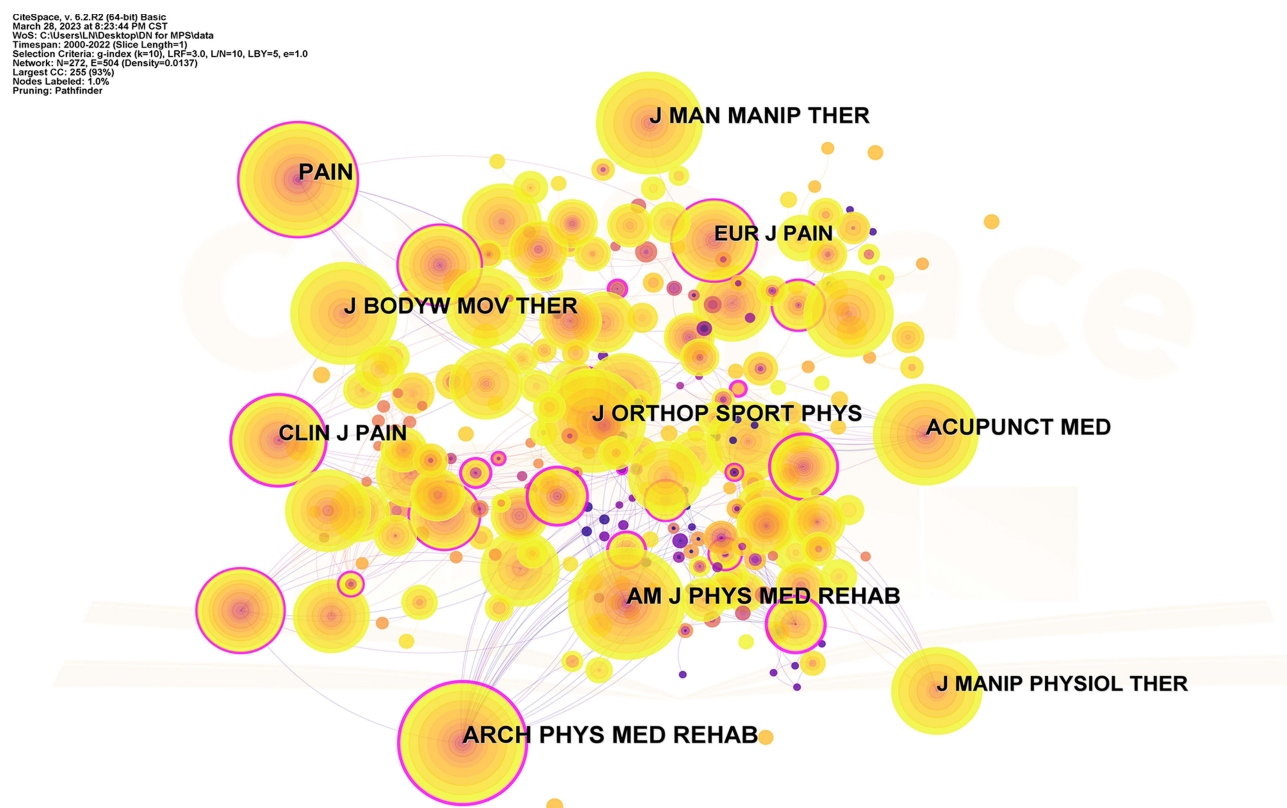 CiteSpace, v. 6.2.R2 (64-bit) Basic
March 28, 2023 at 8:23:44 PM CST
WoS: C:\Users\LN\Desktop\DN for MPS\data
Timespan: 2000-2022 (Slice Length=1)
Selection Criteria: g-index (k=10), LRF=3.0, L/N=10, LBY=5, e=1.0
Network: N=272, E=504 (Density=0.0137)
Largest CC: 255 (93%)
Nodes Labeled: 1.0%
Pruning: Pathfinder
J MAN MANIP THER
PAIN
EUR J PAIN
J BODYW MOV THER
J ORTHOP SPORT PHYS
ACUPUNCT MED
CLIN J PAIN
AM J PHYS MED REHAB
J MANIP PHYSIOL THER
ARCH PHYS MED REHAB